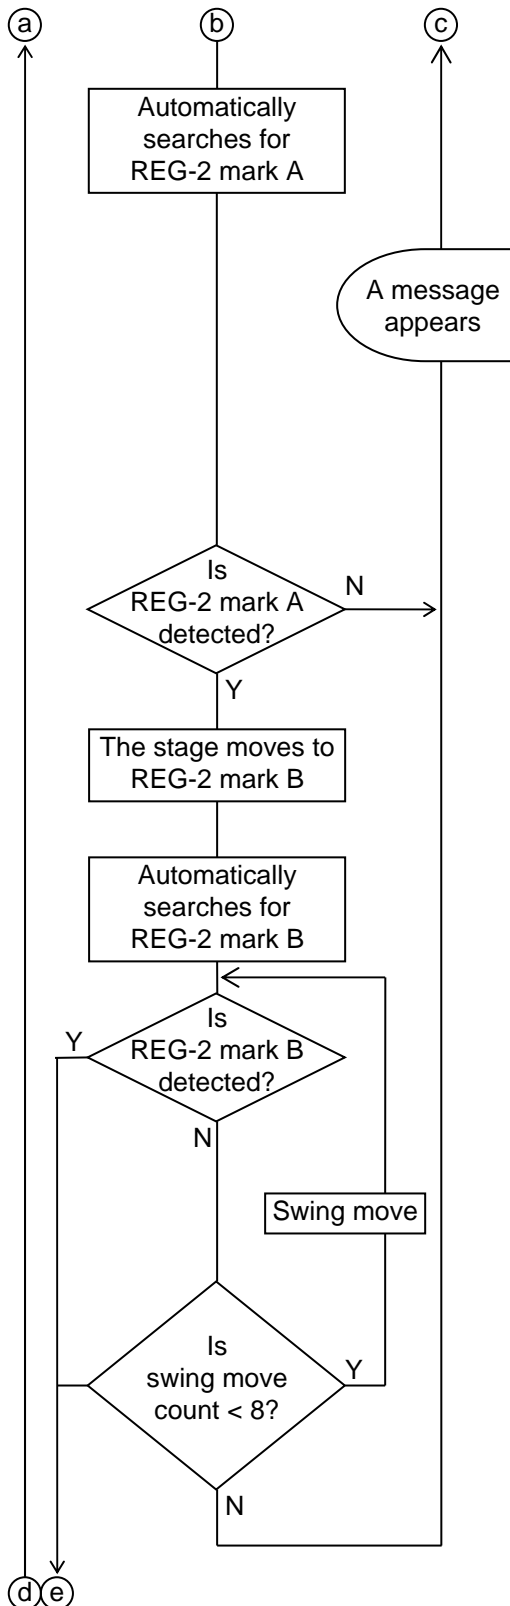 a
b
c
Automatically
searches for
REG-2 mark A
A message
appears
Is
REG-2 mark A
detected?
N
Y
The stage moves to
REG-2 mark B
Automatically
searches for
REG-2 mark B
Is
REG-2 mark B
detected?
Y
N
Swing move
Is
swing move
count < 8?
Y
N
d
e